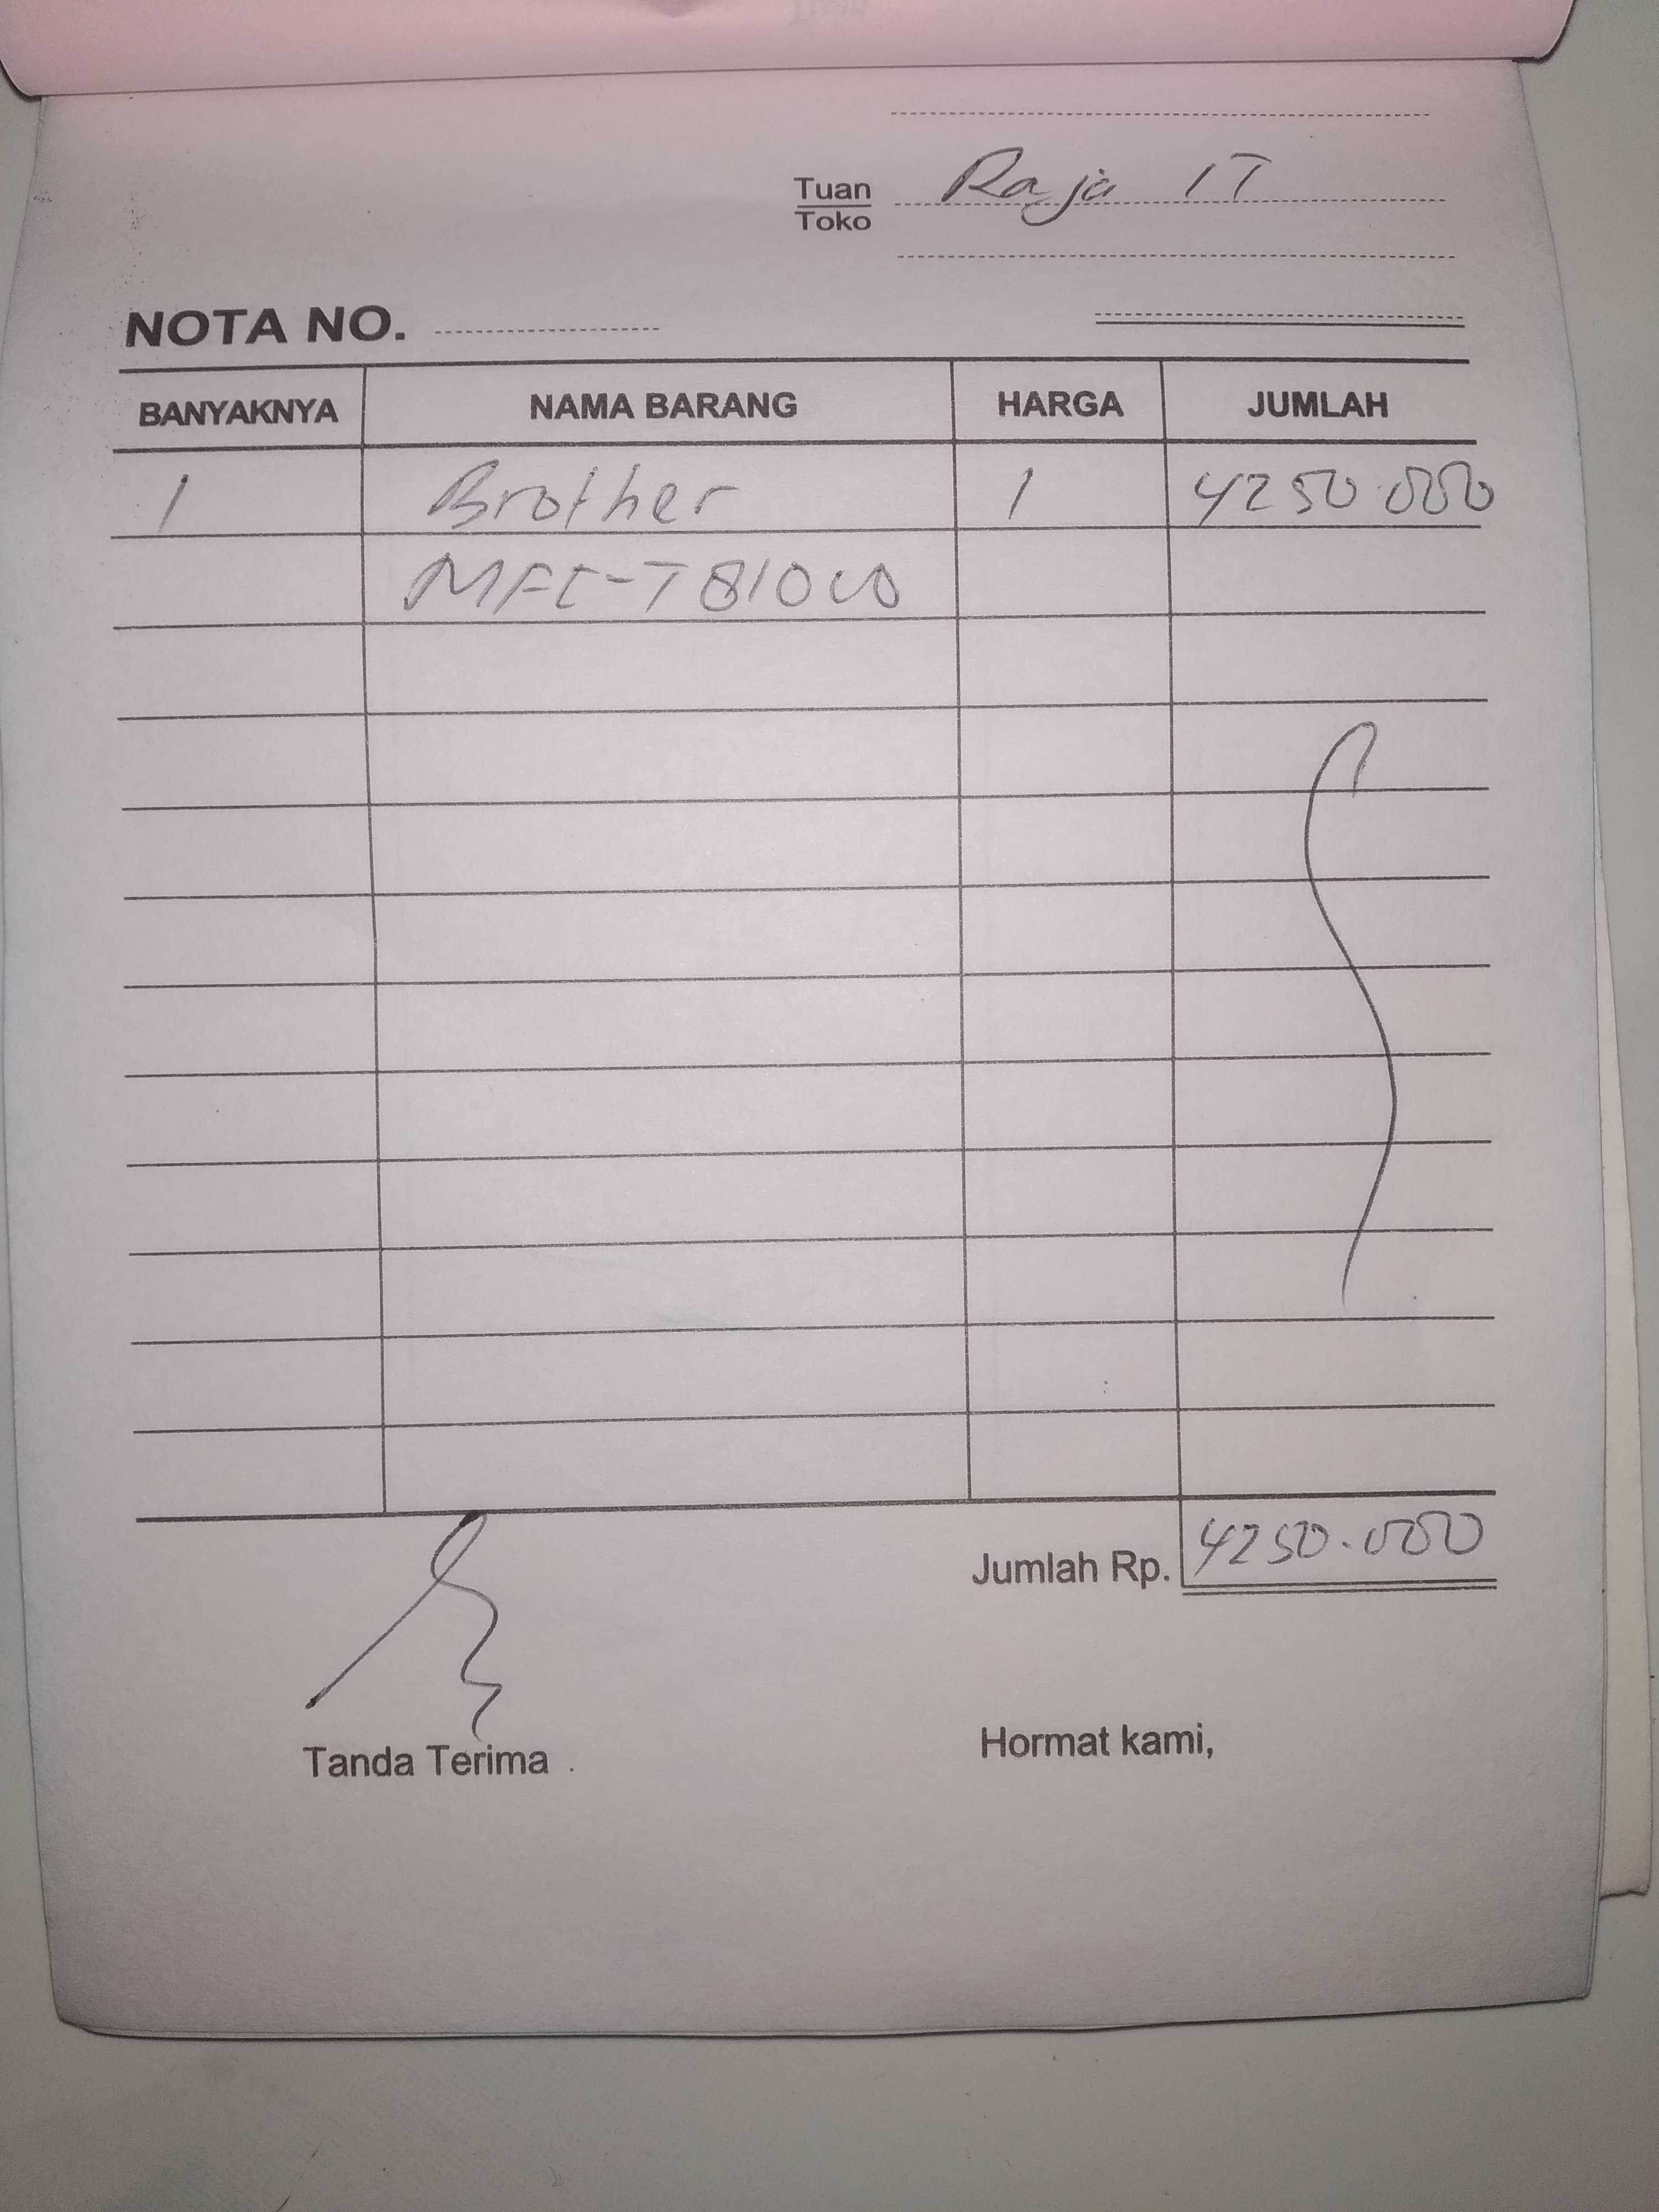 Tuan
Toko
Raja IT
NOTA NO.
BANYAKNYA NAMA BARANG HARGA JUMLAH
1 Brother 1 4250.000
MFC-T810W
Jumlah Rp. 4250.000
Tanda Terima
Hormat kami,